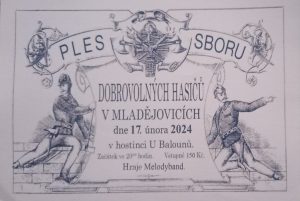 PLES SBORU
DOBROVOLNÝCH HASIČŮ
V MLADĚJOVICÍCH
dne 17. února 2024
v hostinci U Balounů.
Začátek ve 20⁰⁰ hodin. Vstupné 150 Kč.
Hraje Melodyband.